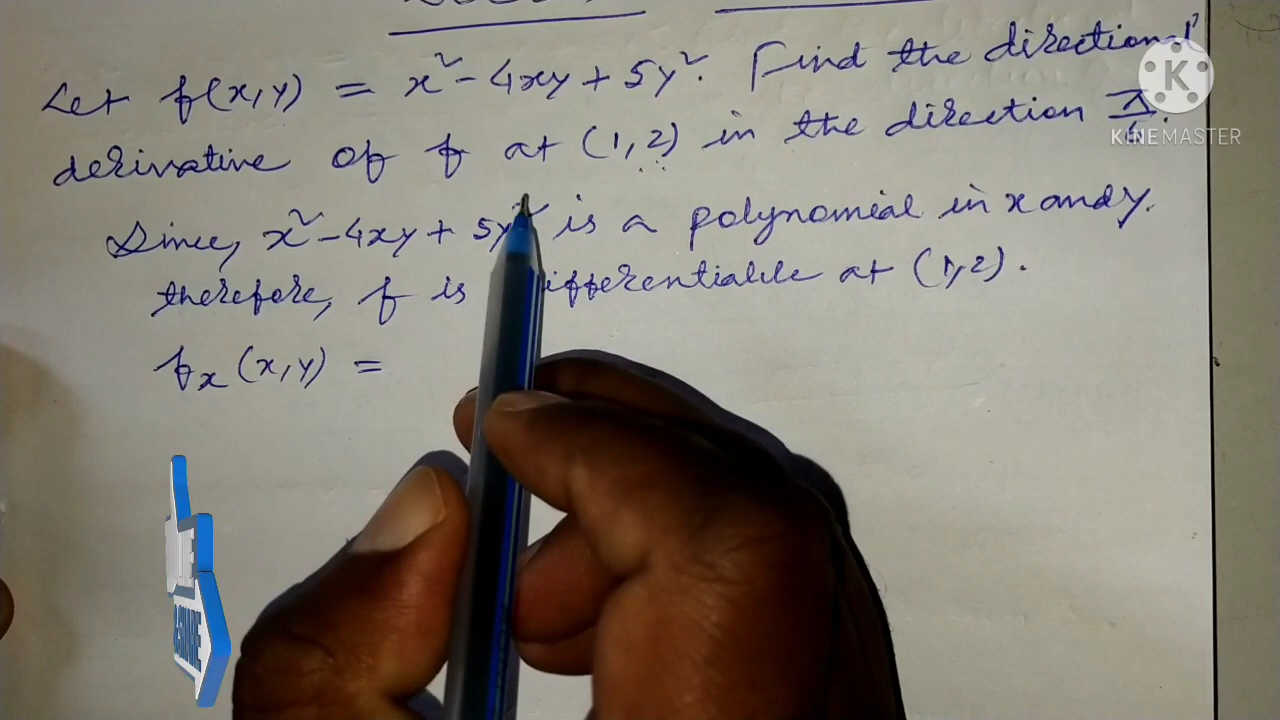 Let f(x,y) = x² - 4xy + 5y². Find the directional
derivative of f at (1,2) in the direction
Since, x² - 4xy + 5y² is a polynomial in x and y.
therefore, f is differentiable at (1,2).
fx(x,y) =
K
KINEMASTER